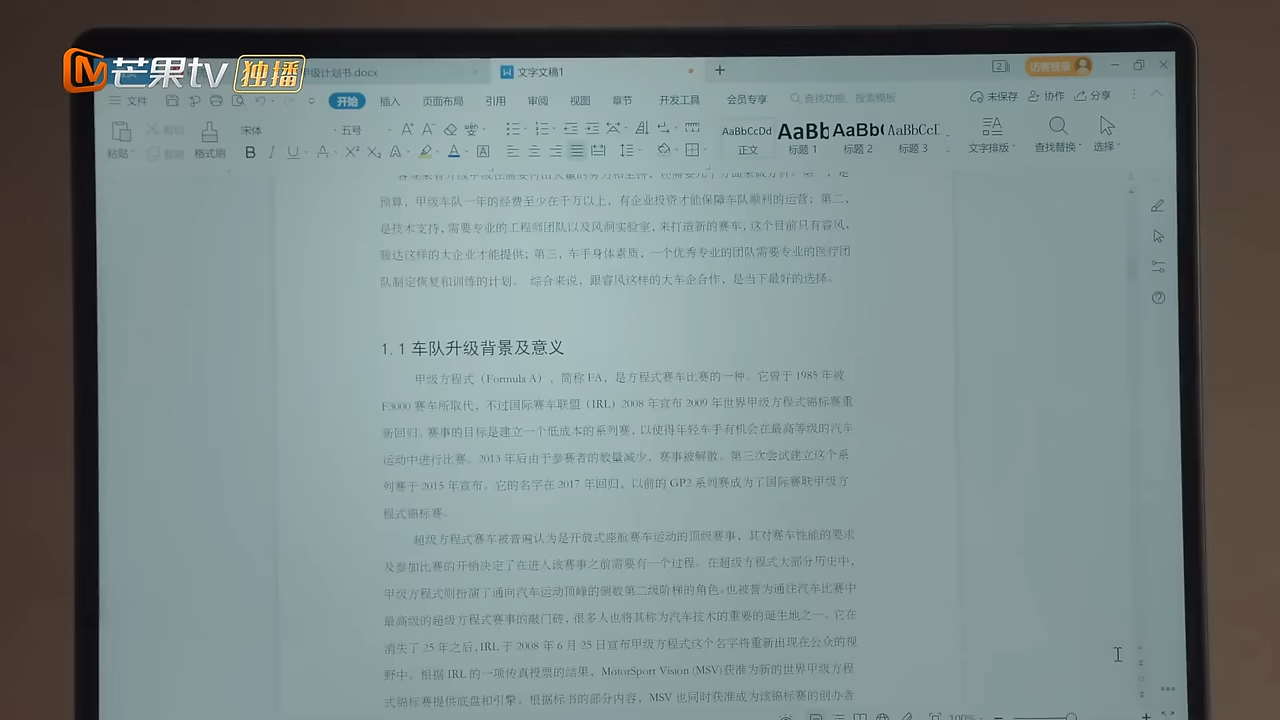 芒果tv 独播
甲级计划书.docx
文字文稿1
2
访客登录
文件
开始
插入 页面布局 引用 审阅 视图 章节 开发工具 会员专享
查找功能、搜索模板
未保存 协作 分享
粘贴 剪切 复制 格式刷
宋体 五号
AaBbCcDd 正文
AaBb 标题 1
AaBb( 标题 2
AaBbCcD 标题 3
文字排版 查找替换 选择
预算，甲级车队一年的经费至少在千万以上，有企业投资才能保障车队顺利的运营；第二，
是技术支持，需要专业的工程师团队以及风洞实验室，来打造新的赛车，这个目前只有睿风、
骏达这样的大企业才能提供；第三，车手身体素质，一个优秀专业的团队需要专业的医疗团
队制定恢复和训练的计划。 综合来说，跟睿风这样的大车企合作，是当下最好的选择。
1.1 车队升级背景及意义
甲级方程式（Formula A）、简称 FA，是方程式赛车比赛的一种。它曾于 1985 年被
F3000 赛车所取代，不过国际赛车联盟（IRL）2008 年宣布 2009 年世界甲级方程式锦标赛重
新回归。赛事的目标是建立一个低成本的系列赛，以使得年轻车手有机会在最高等级的汽车
运动中进行比赛。2013 年后由于参赛者的数量减少，赛事被解散。第三次尝试建立这个系
列赛于 2015 年宣布。它的名字在 2017 年回归，以前的 GP2 系列赛成为了国际赛联甲级方
程式锦标赛。
超级方程式赛车被普遍认为是开放式座舱赛车运动的顶级赛事，其对赛车性能的要求
及参加比赛的开销决定了在进入该赛事之前需要有一个过程。在超级方程式大部分历史中，
甲级方程式则扮演了通向汽车运动顶峰的倒数第二级阶梯的角色，也被誉为通往汽车比赛中
最高级的超级方程式赛事的敲门砖，很多人也将其称为汽车技术的重要的诞生地之一。它在
消失了 25 年之后，IRL 于 2008 年 6 月 25 日宣布甲级方程式这个名字将重新出现在公众的视
野中。根据 IRL 的一项传真投票的结果，MotorSport Vision (MSV)获准为新的世界甲级方程
式锦标赛提供底盘和引擎。根据标书的部分内容，MSV 也同时获准成为该锦标赛的创办者
100%